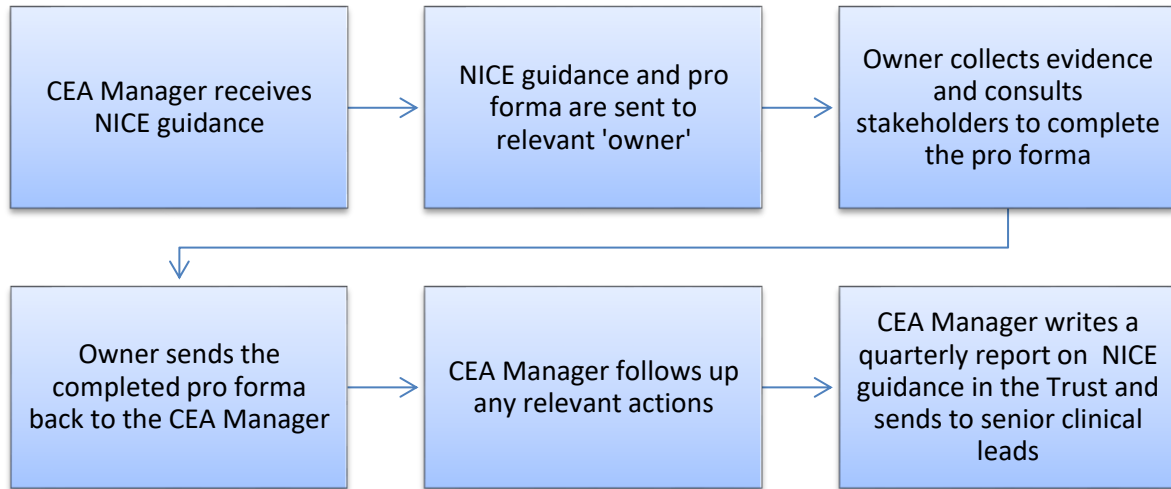 CEA Manager receives
NICE guidance
NICE guidance and pro
forma are sent to
relevant 'owner'
Owner collects evidence
and consults
stakeholders to complete
the pro forma
Owner sends the
completed pro forma
back to the CEA Manager
CEA Manager follows up
any relevant actions
CEA Manager writes a
quarterly report on  NICE
guidance in the Trust and
sends to senior clinical
leads